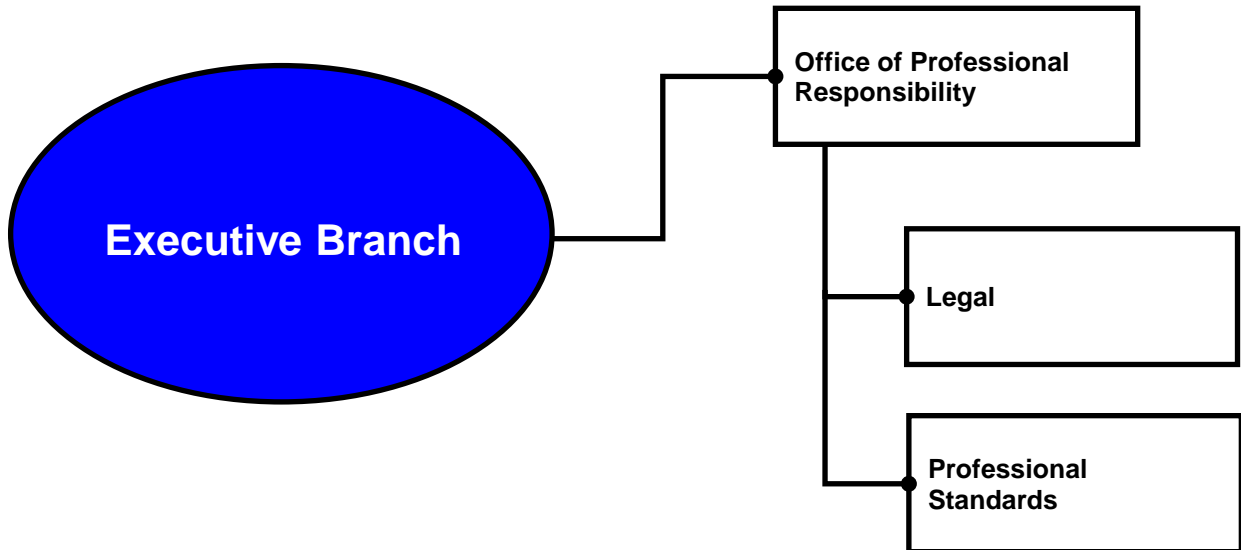 Office of Professional
Responsibility
Executive Branch
Legal
Professional
Standards